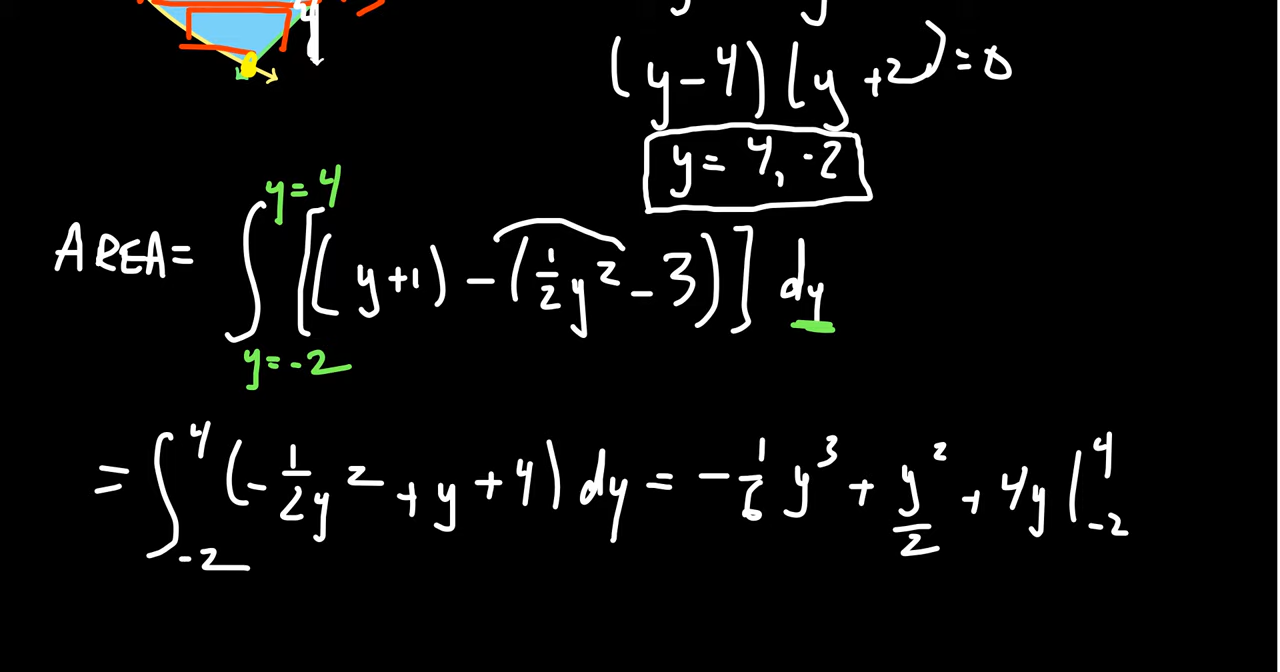 (y-4)(y+2)=0
y= 4, -2
AREA= ∫_{y=-2}^{y=4} [(y+1) - (1/2 y² - 3)] dy
= ∫_{-2}^{4} (-1/2 y² + y + 4) dy = -1/6 y³ + y²/2 + 4y |_{-2}^{4}